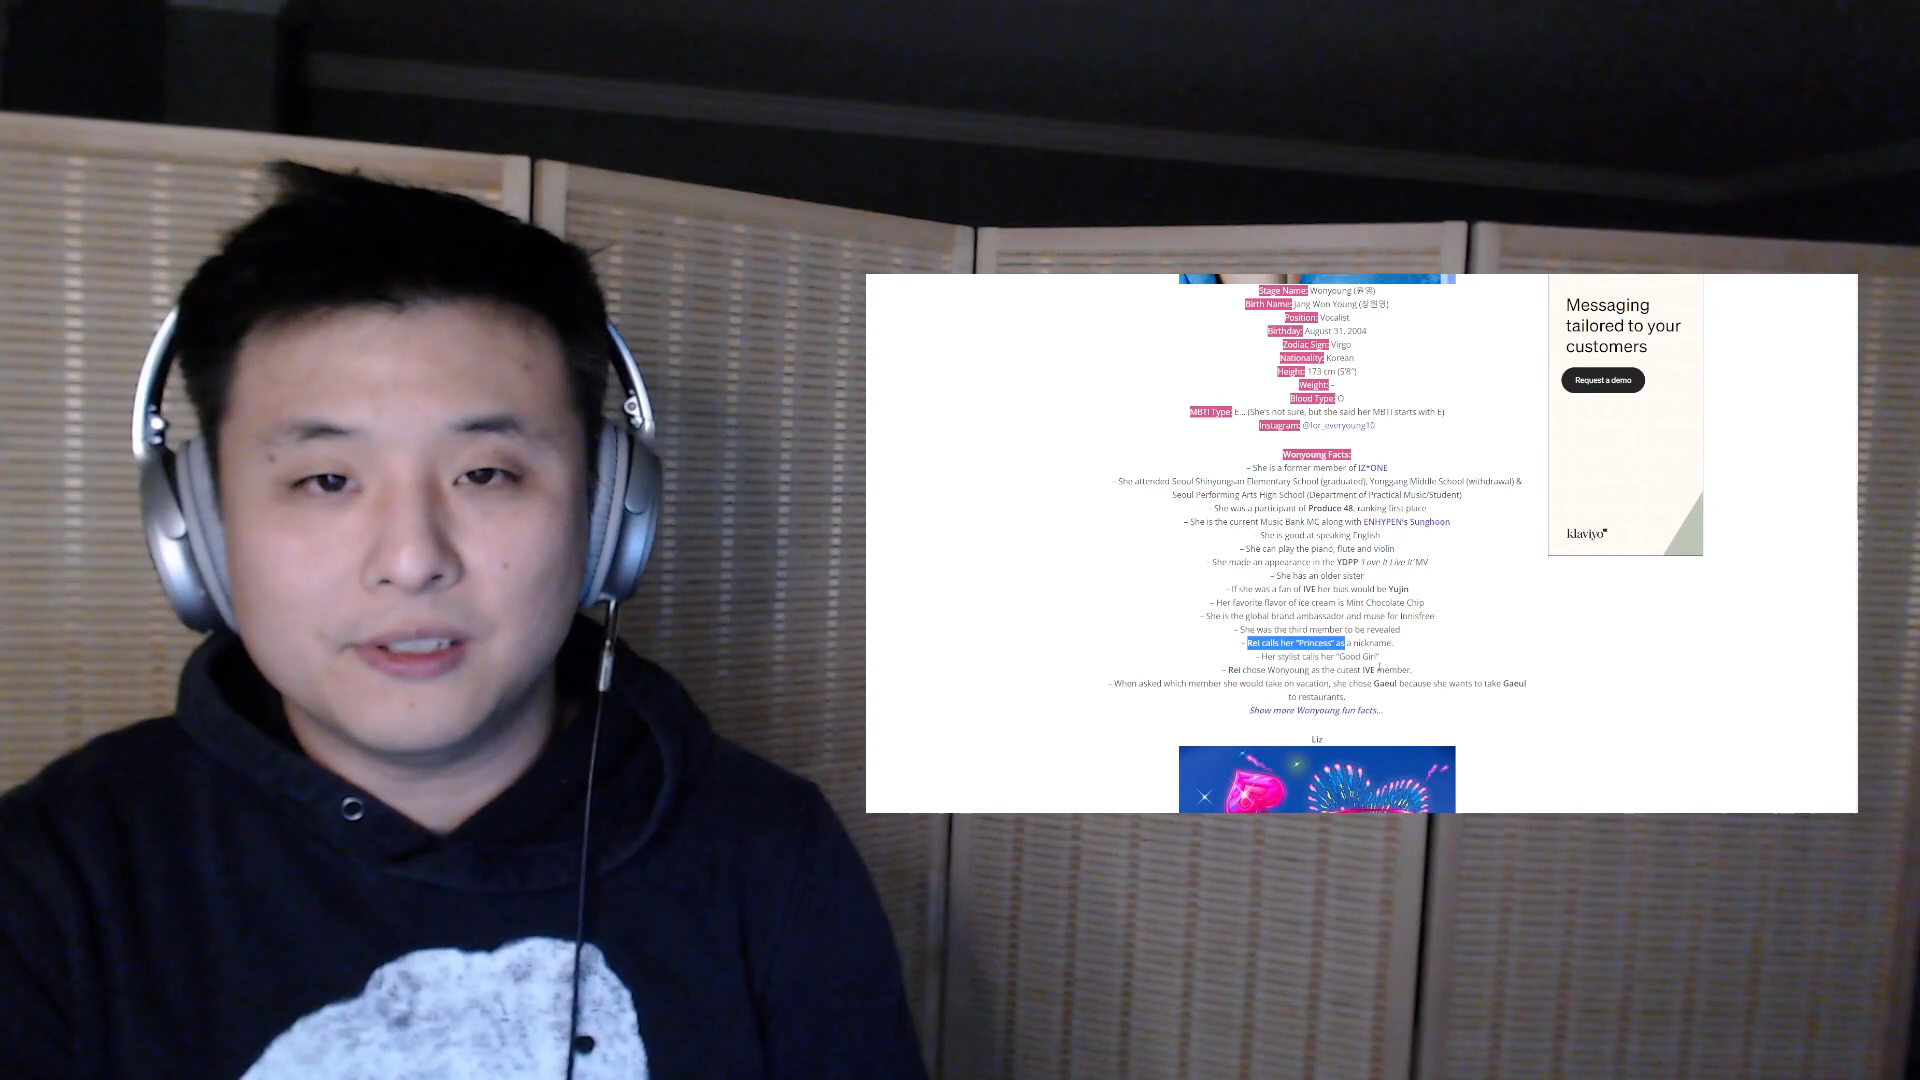 Stage Name: Wonyoung (원영)
Birth Name: Jang Won Young (장원영)
Position: Vocalist
Birthday: August 31, 2004
Zodiac Sign: Virgo
Nationality: Korean
Height: 173 cm (5'8")
Weight: –
Blood Type: O
MBTI Type: E... (She's not sure, but she said her MBTI starts with E)
Instagram: @for_everyoung10
Wonyoung Facts:
– She is a former member of IZ*ONE
– She attended Seoul Shinyongsan Elementary School (graduated), Yonggang Middle School (withdrawal) &
Seoul Performing Arts High School (Department of Practical Music/Student)
– She was a participant of Produce 48, ranking first place
– She is the current Music Bank MC along with ENHYPEN's Sunghoon
– She is good at speaking English
– She can play the piano, flute and violin
– She made an appearance in the YDPP 'Love It Live It' MV
– She has an older sister
– If she was a fan of IVE her bias would be Yujin
– Her favorite flavor of ice cream is Mint Chocolate Chip
– She is the global brand ambassador and muse for Innisfree
– She was the third member to be revealed
– Rei calls her "Princess" as a nickname.
– Her stylist calls her "Good Girl"
– Rei chose Wonyoung as the cutest IVE member.
– When asked which member she would take on vacation, she chose Gaeul because she wants to take Gaeul
to restaurants.
Show more Wonyoung fun facts...
Liz
Messaging
tailored to your
customers
Request a demo
klaviyo